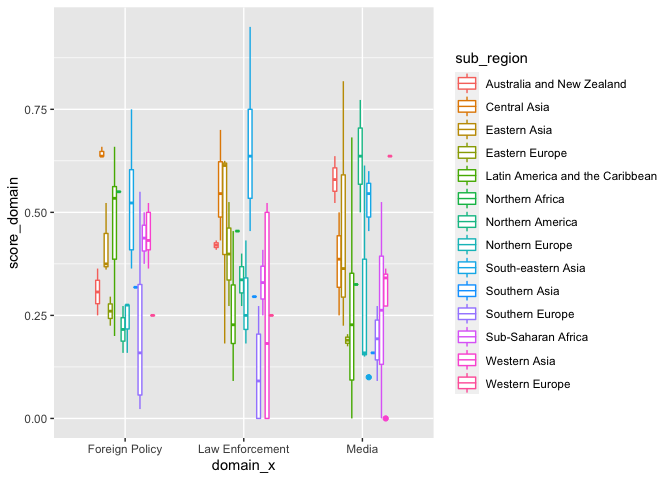 sub_region
Australia and New Zealand
Central Asia
Eastern Asia
Eastern Europe
Latin America and the Caribbean
Northern Africa
Northern America
Northern Europe
South-eastern Asia
Southern Asia
Southern Europe
Sub-Saharan Africa
Western Asia
Western Europe
score_domain
0.75
0.50
0.25
0.00
Foreign Policy
Law Enforcement
Media
domain_x